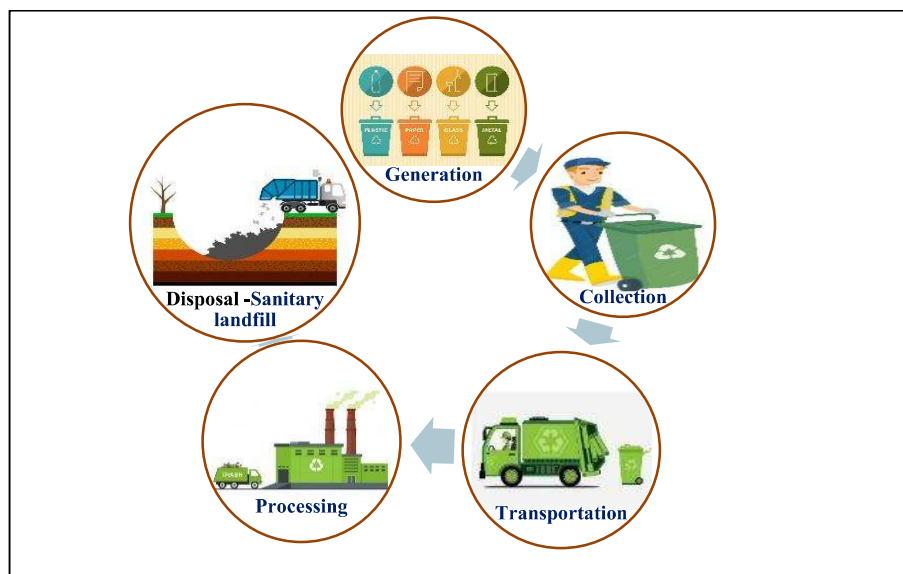 PLASTIC
PAPER
GLASS
METAL
Generation
Collection
Transportation
Processing
Disposal -Sanitary
landfill